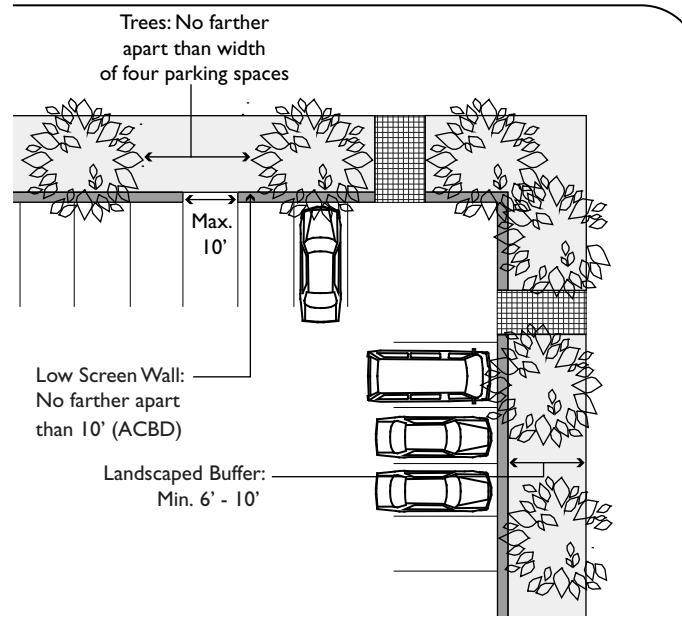 Trees: No farther
apart than width
of four parking spaces
Max.
10’
Low Screen Wall:
No farther apart
than 10’ (ACBD)
Landscaped Buffer:
Min. 6’ - 10’